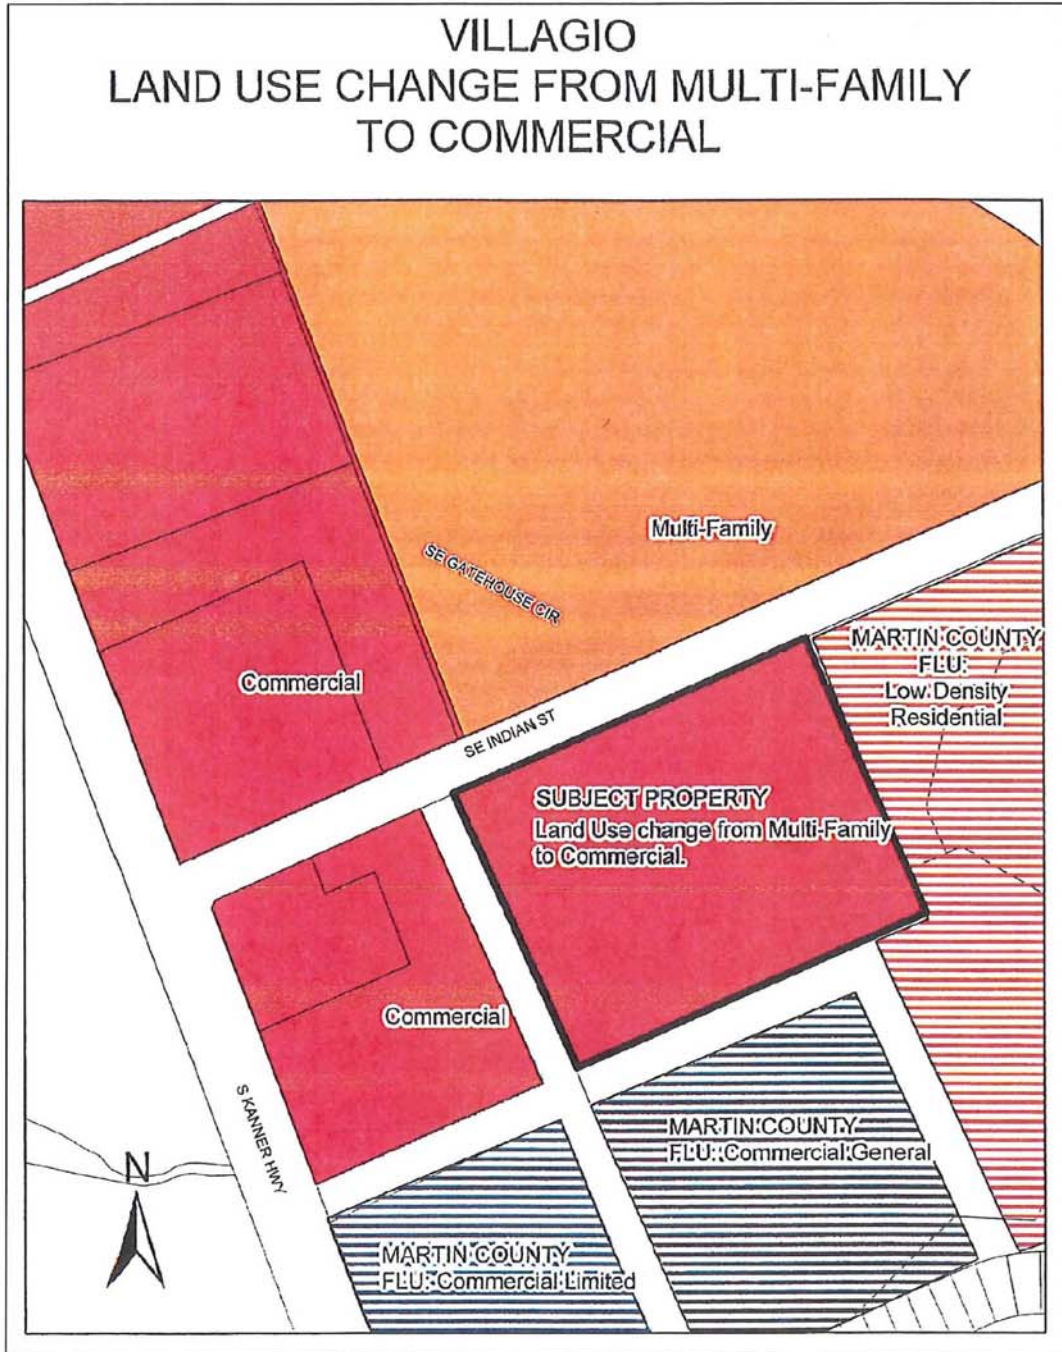 VILLAGIO
LAND USE CHANGE FROM MULTI-FAMILY
TO COMMERCIAL
Multi-Family
SE GATEHOUSE CIR
MARTIN COUNTY
FLU:
Low Density
Residential
Commercial
SE INDIAN ST
SUBJECT PROPERTY
Land Use change from Multi-Family
to Commercial.
Commercial
S KANNER HWY
MARTIN COUNTY
FLU: Commercial General
N
MARTIN COUNTY
FLU: Commercial Limited